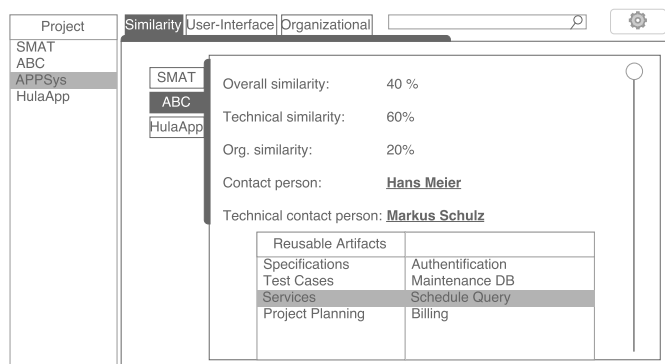 Project
SMAT
ABC
APPSys
HulaApp
Similarity User-Interface Organizational
SMAT
ABC
HulaApp
Overall similarity: 40 %
Technical similarity: 60%
Org. similarity: 20%
Contact person: Hans Meier
Technical contact person: Markus Schulz
Reusable Artifacts
Specifications Authentification
Test Cases Maintenance DB
Services Schedule Query
Project Planning Billing